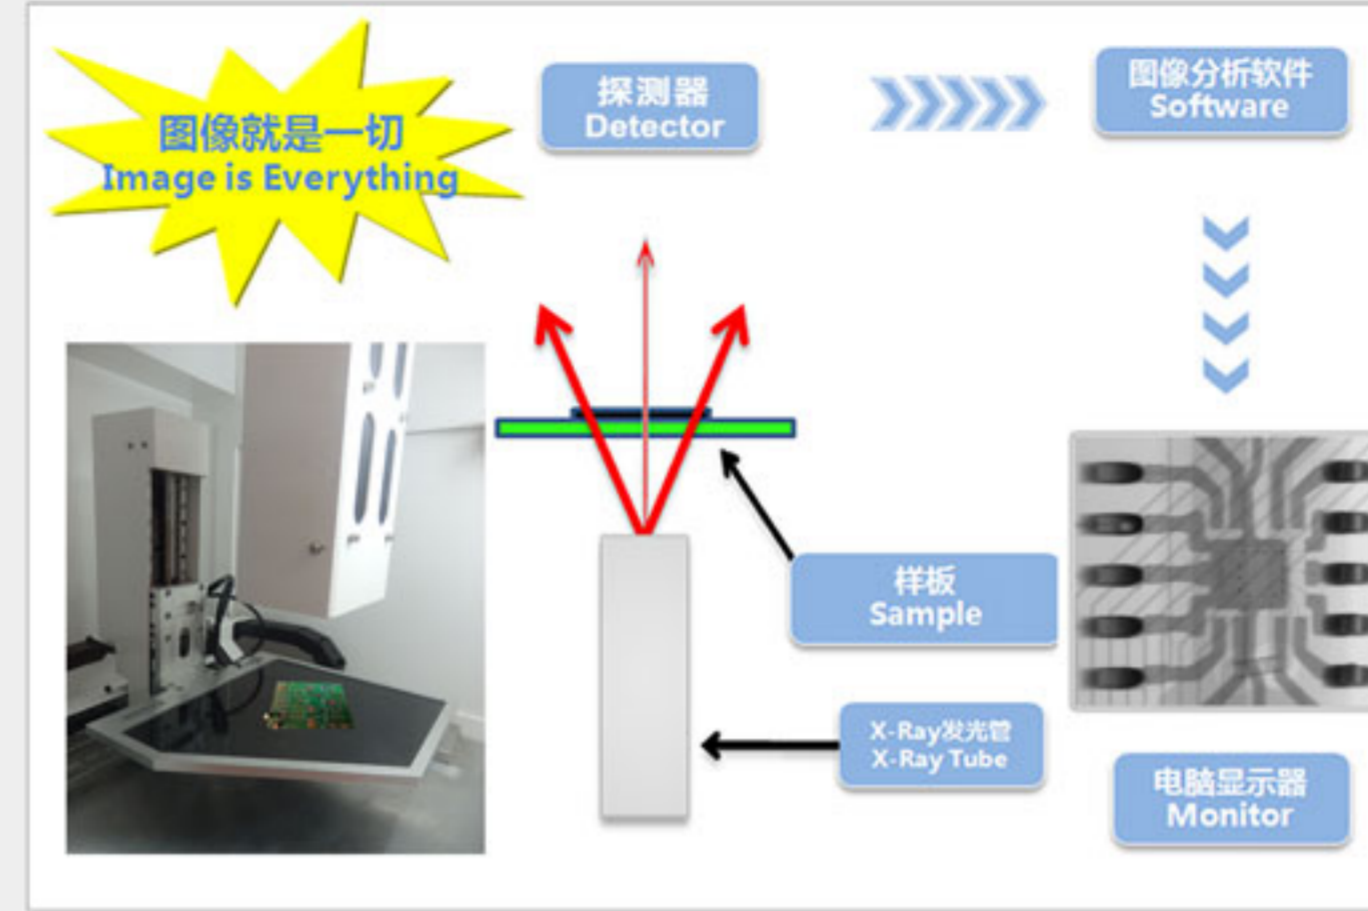 图像就是一切
Image is Everything
探测器
Detector
图像分析软件
Software
样板
Sample
X-Ray发光管
X-Ray Tube
电脑显示器
Monitor